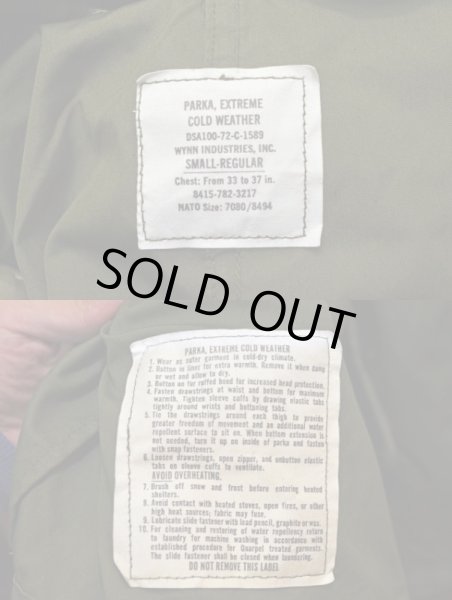 PARKA, EXTREME
COLD WEATHER
DSA100-72-C-1589
WYNN INDUSTRIES, INC.
SMALL-REGULAR
Chest: From 33 to 37 in.
8415-782-3217
NATO Size: 7080/8494
SOLD OUT
PARKA, EXTREME COLD WEATHER
1. Wear as outer garment in cold-dry climate.
2. Button in liner for extra warmth. Remove it when damp
or wet and allow to dry.
3. Button on fur ruffed hood for increased head protection.
4. Fasten drawstrings at waist and bottom for maximum
warmth. Tighten sleeve cuffs by drawing elastic tabs
tightly around wrists and buttoning tabs.
5. Tie the drawstrings around each thigh to provide
greater freedom of movement and an additional water
repellent surface to sit on. When bottom extension is
not needed, turn it up on inside of parka and fasten
with snap fasteners.
6. Loosen drawstrings, open zipper, and unbutton elastic
tabs on sleeve cuffs to ventilate.
AVOID OVERHEATING.
7. Brush off snow and frost before entering heated
shelters.
8. Avoid contact with heated stoves, open fires, or other
high heat sources; fabric may fuse.
9. Lubricate slide fastener with lead pencil, graphite or wax.
10. For cleaning and restoring of water repellency return
to laundry for machine washing in accordance with
established procedure for Quarpel treated garments.
The slide fastener shall be closed when laundering.
DO NOT REMOVE THIS LABEL